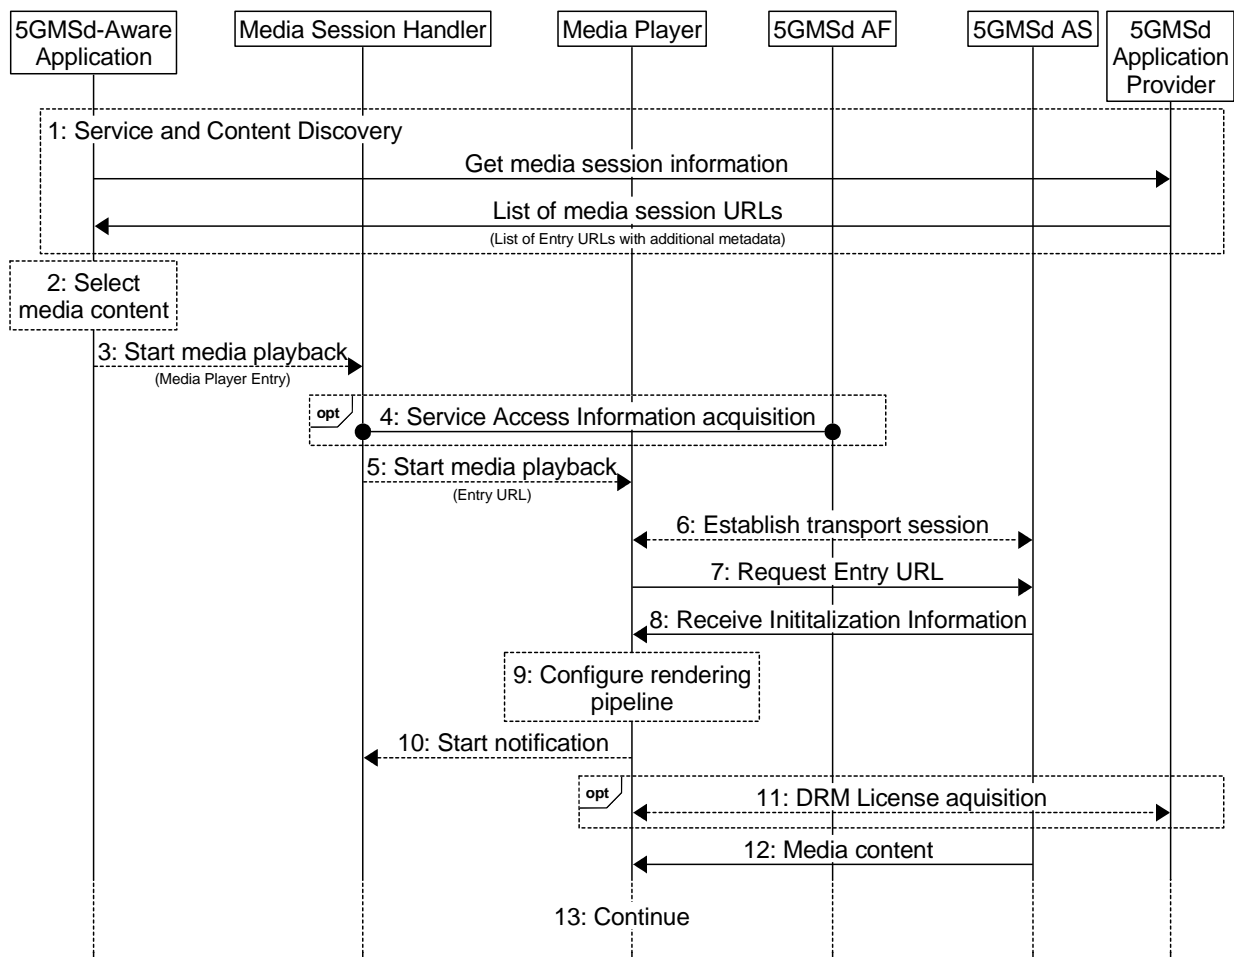 5GMSd-Aware
Application
Media Session Handler
Media Player
5GMSd AF
5GMSd AS
5GMSd
Application
Provider
1: Service and Content Discovery
Get media session information
List of media session URLs
(List of Entry URLs with additional metadata)
2: Select
media content
3: Start media playback
(Media Player Entry)
opt
4: Service Access Information acquisition
5: Start media playback
(Entry URL)
6: Establish transport session
7: Request Entry URL
8: Receive Inititalization Information
9: Configure rendering
pipeline
10: Start notification
opt
11: DRM License aquisition
12: Media content
13: Continue